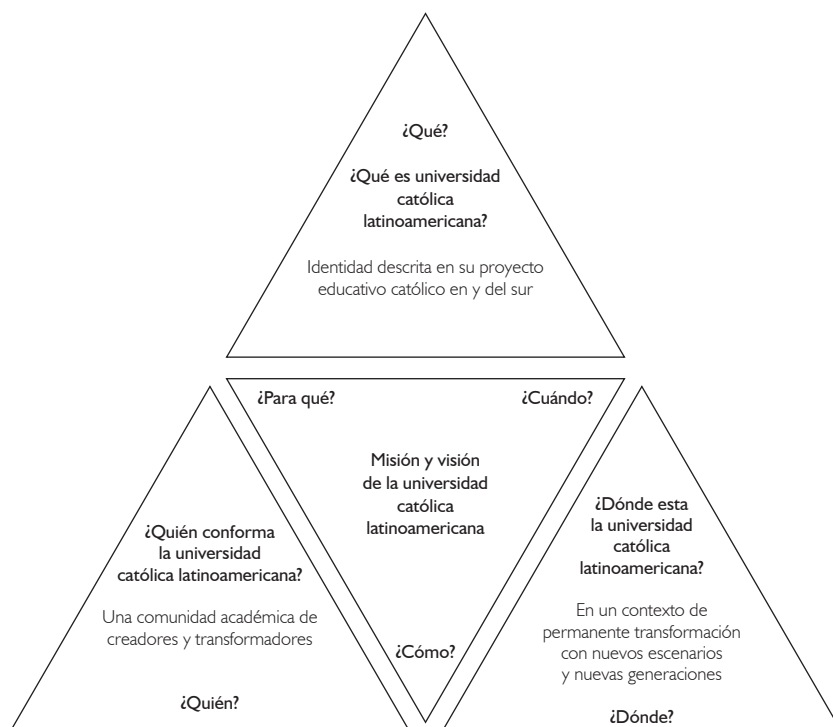 ¿Qué?
¿Qué es universidad
católica
latinoamericana?
Identidad descrita en su proyecto
educativo católico en y del sur
¿Para qué?
¿Cuándo?
Misión y visión
de la universidad
católica
latinoamericana
¿Cómo?
¿Quién conforma
la universidad
católica latinoamericana?
Una comunidad académica de
creadores y transformadores
¿Quién?
¿Dónde esta
la universidad
católica
latinoamericana?
En un contexto de
permanente transformación
con nuevos escenarios
y nuevas generaciones
¿Dónde?